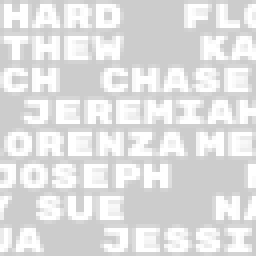 HARD FLO
THEW KA
CH CHASE
JEREMIAH
ORENZA ME
JOSEPH
Y SUE NA
UA JESSI